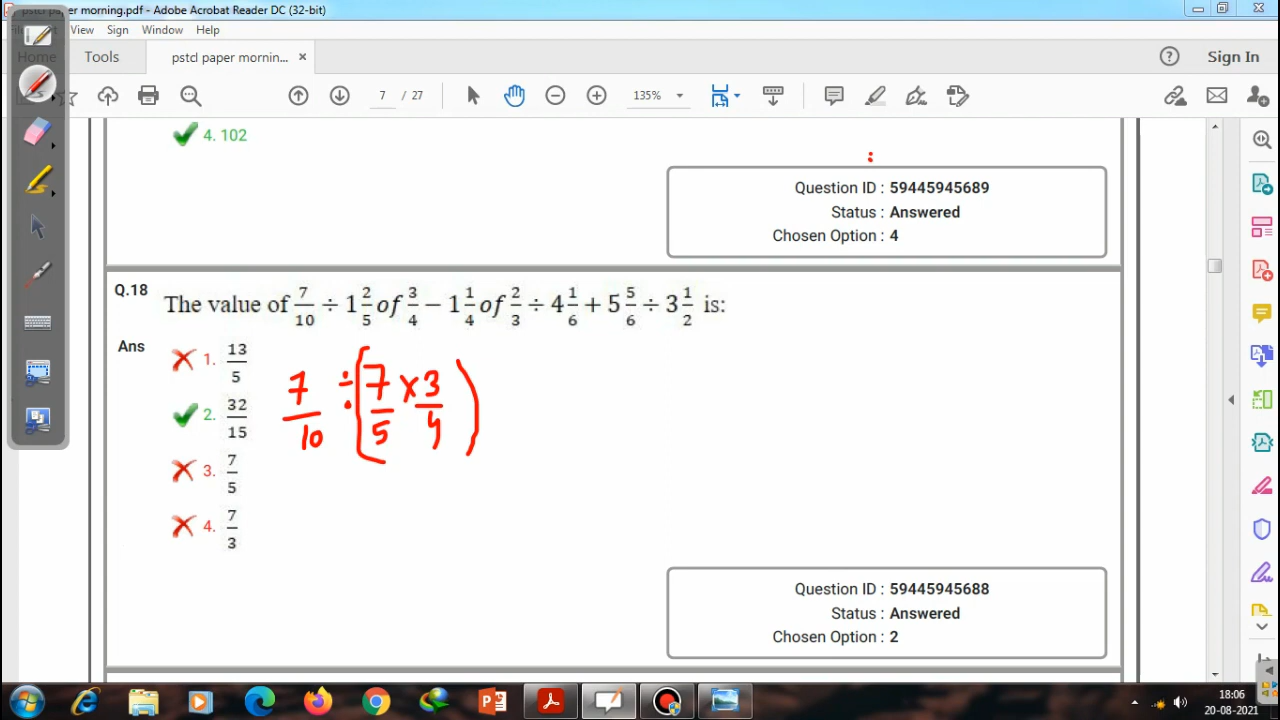 pstcl paper morning.pdf - Adobe Acrobat Reader DC (32-bit)
View Sign Window Help
Home Tools pstcl paper mornin... × ? Sign In
7 / 27 135%
4. 102
Question ID : 59445945689
Status : Answered
Chosen Option : 4
Q.18 The value of 7/10 ÷ 1 2/5 of 3/4 − 1 1/4 of 2/3 ÷ 4 1/6 + 5 5/6 ÷ 3 1/2 is:
Ans
1. 13/5
2. 32/15
3. 7/5
4. 7/3
7/10 ÷ (7/5 × 3/4)
Question ID : 59445945688
Status : Answered
Chosen Option : 2
18:06
20-08-2021